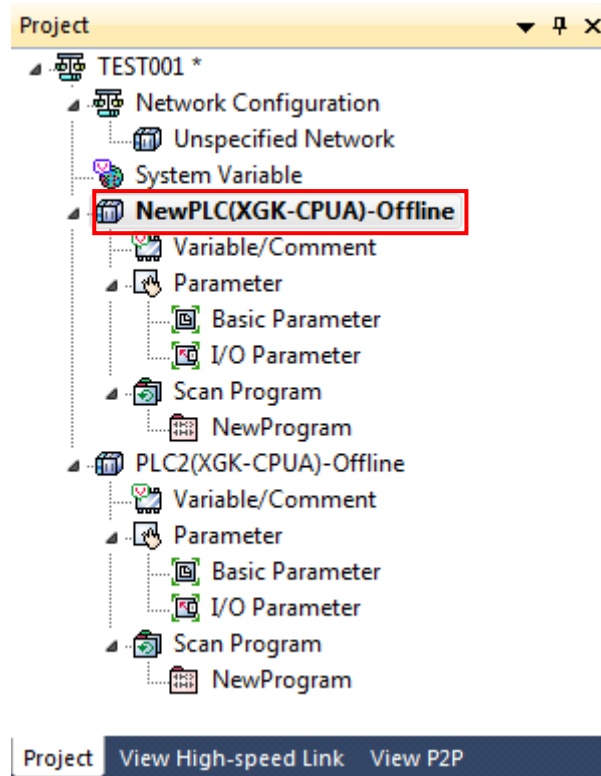 Project
TEST001 *
Network Configuration
Unspecified Network
System Variable
NewPLC(XGK-CPUA)-Offline
Variable/Comment
Parameter
Basic Parameter
I/O Parameter
Scan Program
NewProgram
PLC2(XGK-CPUA)-Offline
Variable/Comment
Parameter
Basic Parameter
I/O Parameter
Scan Program
NewProgram
Project View High-speed Link View P2P